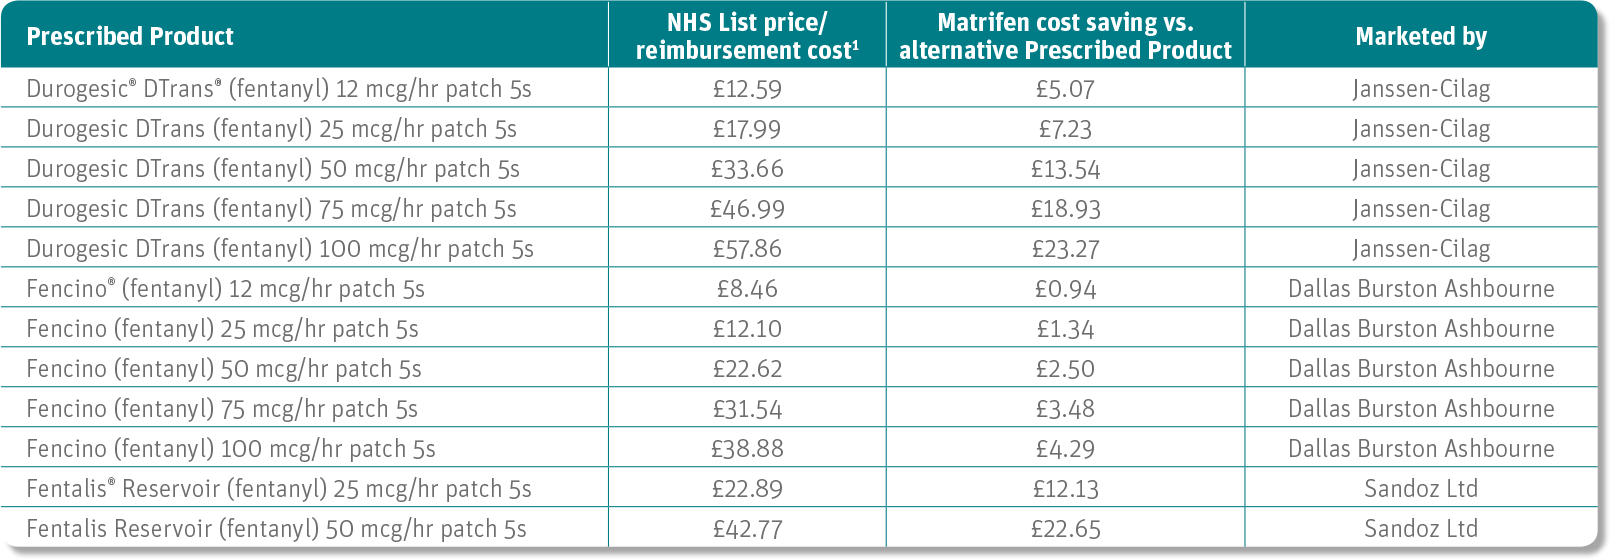 Prescribed Product
NHS List price/
reimbursement cost¹
Matrifen cost saving vs.
alternative Prescribed Product
Marketed by
Durogesic® DTrans® (fentanyl) 12 mcg/hr patch 5s £12.59 £5.07 Janssen-Cilag
Durogesic DTrans (fentanyl) 25 mcg/hr patch 5s £17.99 £7.23 Janssen-Cilag
Durogesic DTrans (fentanyl) 50 mcg/hr patch 5s £33.66 £13.54 Janssen-Cilag
Durogesic DTrans (fentanyl) 75 mcg/hr patch 5s £46.99 £18.93 Janssen-Cilag
Durogesic DTrans (fentanyl) 100 mcg/hr patch 5s £57.86 £23.27 Janssen-Cilag
Fencino® (fentanyl) 12 mcg/hr patch 5s £8.46 £0.94 Dallas Burston Ashbourne
Fencino (fentanyl) 25 mcg/hr patch 5s £12.10 £1.34 Dallas Burston Ashbourne
Fencino (fentanyl) 50 mcg/hr patch 5s £22.62 £2.50 Dallas Burston Ashbourne
Fencino (fentanyl) 75 mcg/hr patch 5s £31.54 £3.48 Dallas Burston Ashbourne
Fencino (fentanyl) 100 mcg/hr patch 5s £38.88 £4.29 Dallas Burston Ashbourne
Fentalis® Reservoir (fentanyl) 25 mcg/hr patch 5s £22.89 £12.13 Sandoz Ltd
Fentalis Reservoir (fentanyl) 50 mcg/hr patch 5s £42.77 £22.65 Sandoz Ltd